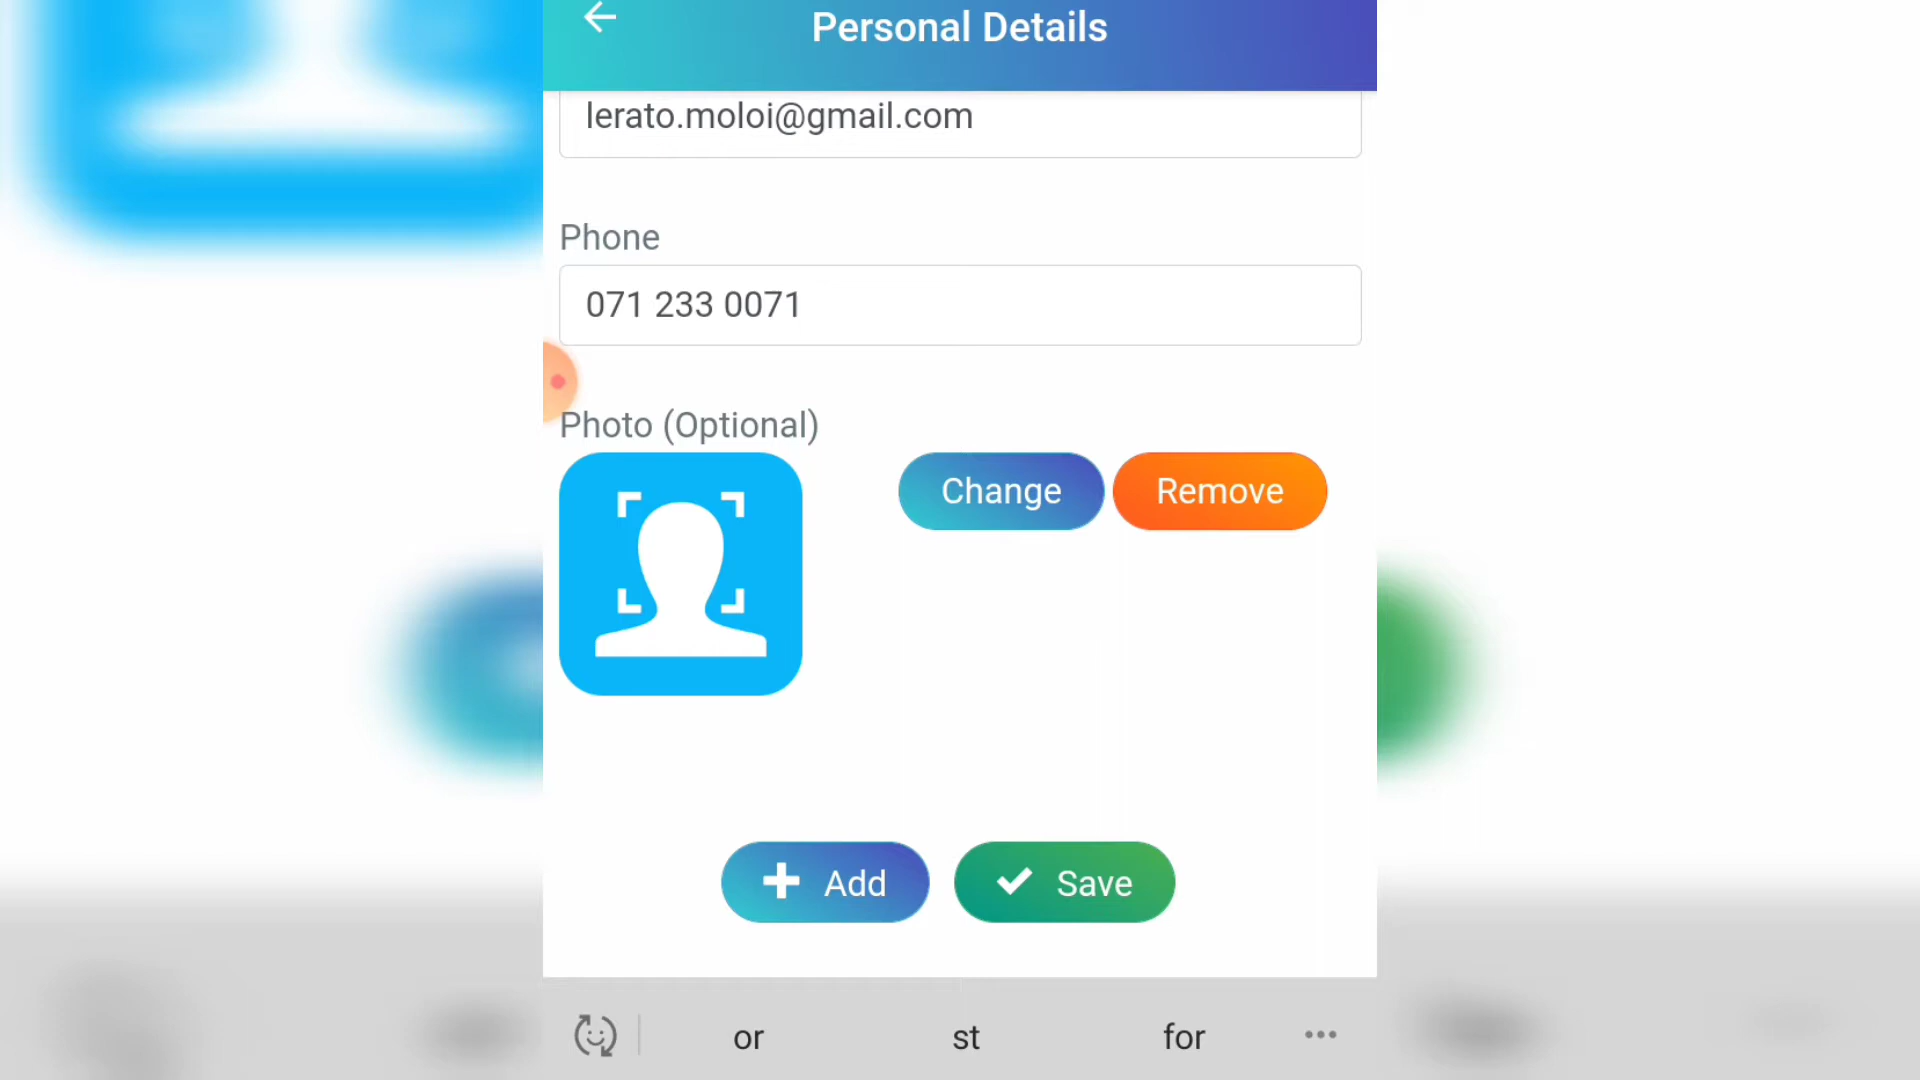 Personal Details
lerato.moloi@gmail.com
Phone
071 233 0071
Photo (Optional)
Change Remove
Add Save
or st for